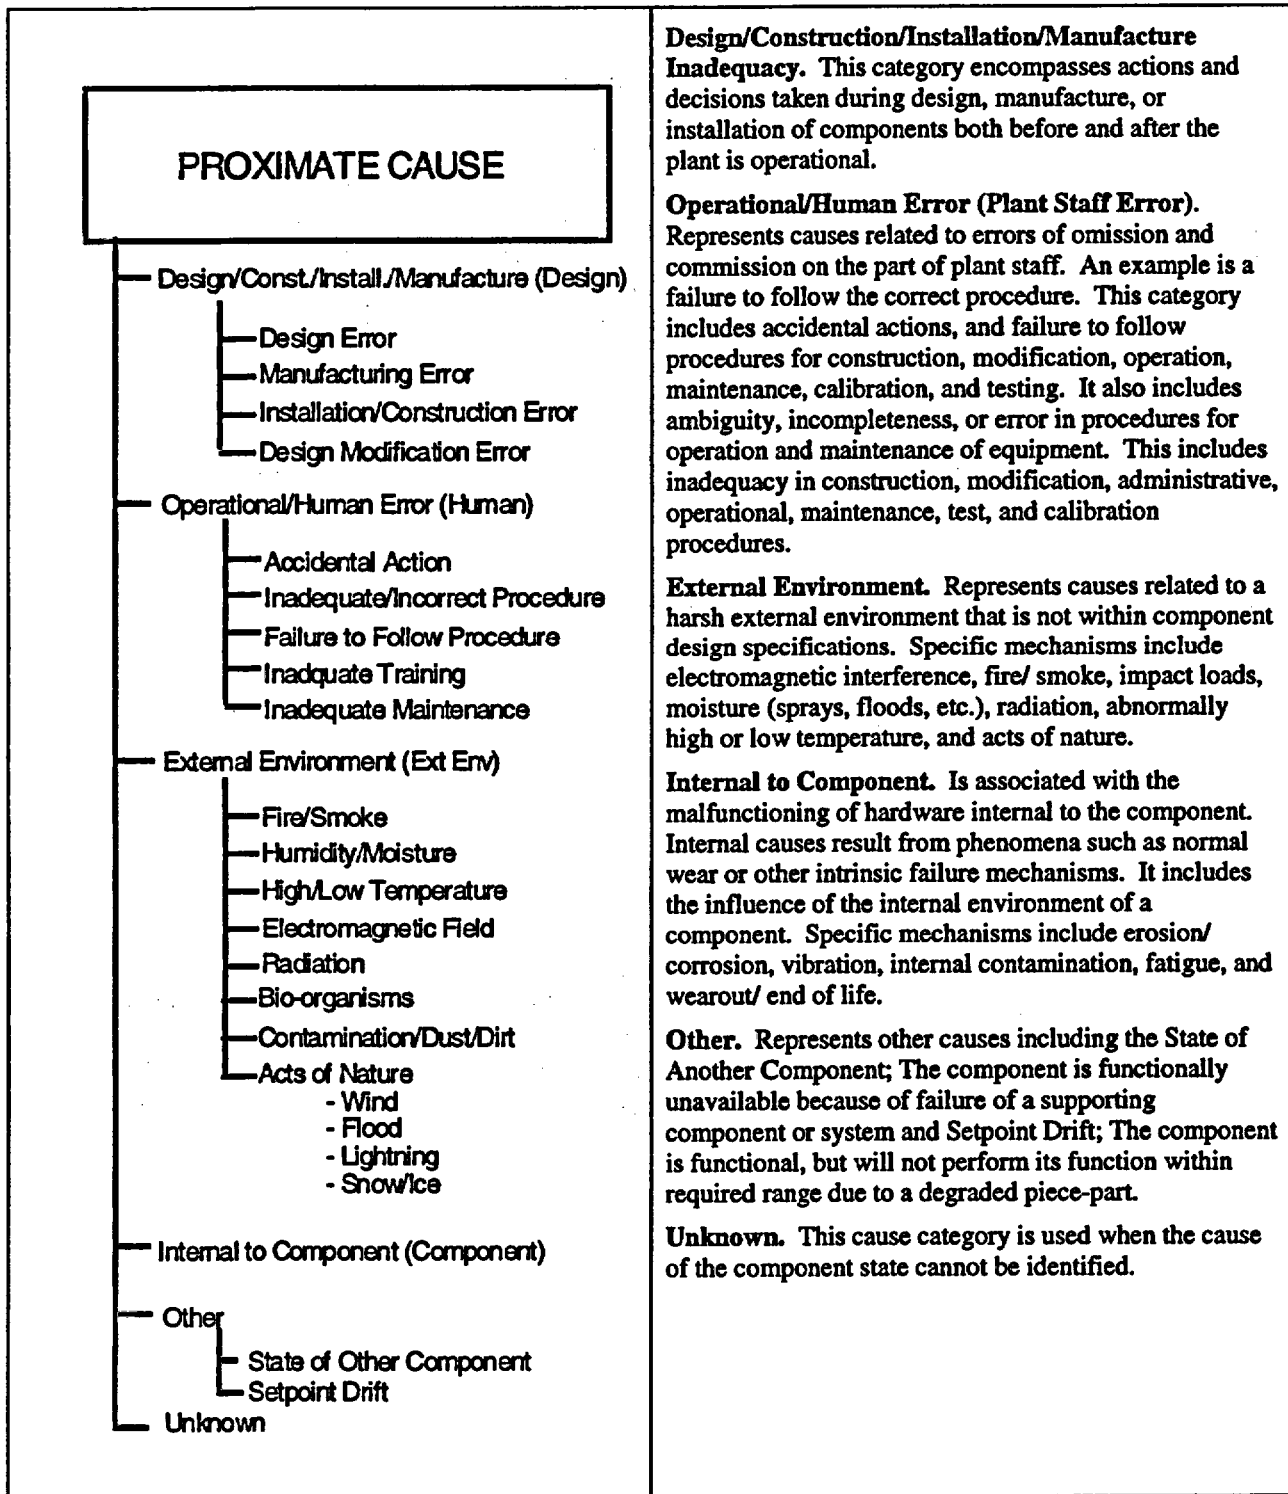 PROXIMATE CAUSE
Design/Const./Install./Manufacture (Design)
Design Error
Manufacturing Error
Installation/Construction Error
Design Modification Error
Operational/Human Error (Human)
Accidental Action
Inadequate/Incorrect Procedure
Failure to Follow Procedure
Inadquate Training
Inadequate Maintenance
External Environment (Ext Env)
Fire/Smoke
Humidity/Moisture
High/Low Temperature
Electromagnetic Field
Radiation
Bio-organisms
Contamination/Dust/Dirt
Acts of Nature
- Wind
- Flood
- Lightning
- Snow/Ice
Internal to Component (Component)
Other
State of Other Component
Setpoint Drift
Unknown
Design/Construction/Installation/Manufacture
Inadequacy. This category encompasses actions and
decisions taken during design, manufacture, or
installation of components both before and after the
plant is operational.
Operational/Human Error (Plant Staff Error).
Represents causes related to errors of omission and
commission on the part of plant staff. An example is a
failure to follow the correct procedure. This category
includes accidental actions, and failure to follow
procedures for construction, modification, operation,
maintenance, calibration, and testing. It also includes
ambiguity, incompleteness, or error in procedures for
operation and maintenance of equipment. This includes
inadequacy in construction, modification, administrative,
operational, maintenance, test, and calibration
procedures.
External Environment. Represents causes related to a
harsh external environment that is not within component
design specifications. Specific mechanisms include
electromagnetic interference, fire/ smoke, impact loads,
moisture (sprays, floods, etc.), radiation, abnormally
high or low temperature, and acts of nature.
Internal to Component. Is associated with the
malfunctioning of hardware internal to the component.
Internal causes result from phenomena such as normal
wear or other intrinsic failure mechanisms. It includes
the influence of the internal environment of a
component. Specific mechanisms include erosion/
corrosion, vibration, internal contamination, fatigue, and
wearout/ end of life.
Other. Represents other causes including the State of
Another Component; The component is functionally
unavailable because of failure of a supporting
component or system and Setpoint Drift; The component
is functional, but will not perform its function within
required range due to a degraded piece-part.
Unknown. This cause category is used when the cause
of the component state cannot be identified.